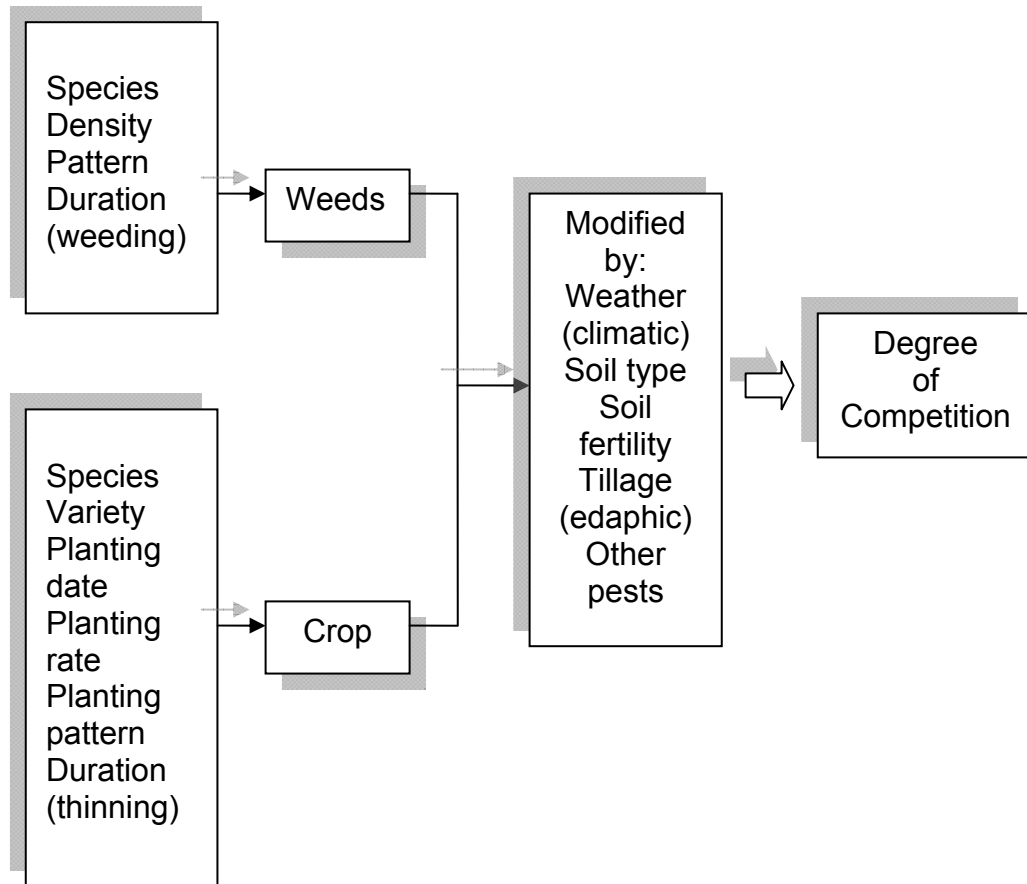 Species
Density
Pattern
Duration
(weeding)
Weeds
Species
Variety
Planting
date
Planting
rate
Planting
pattern
Duration
(thinning)
Crop
Modified
by:
Weather
(climatic)
Soil type
Soil
fertility
Tillage
(edaphic)
Other
pests
Degree
of
Competition